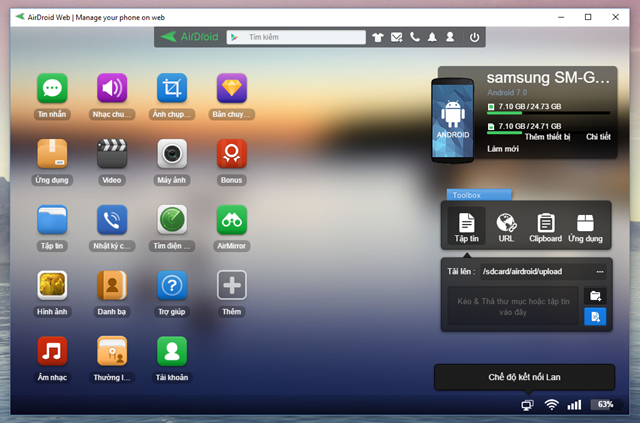 AirDroid Web | Manage your phone on web
AirDroid
Tìm kiếm
Tin nhắn
Nhạc chu...
Ảnh chụp...
Bản chuy...
Ứng dụng
Video
Máy ảnh
Bonus
Tập tin
Nhật ký c...
Tìm điện ...
AirMirror
Hình ảnh
Danh bạ
Trợ giúp
Thêm
Âm nhạc
Thường l...
Tài khoản
samsung SM-G...
Android 7.0
7.10 GB / 24.73 GB
7.10 GB / 24.71 GB
Thêm thiết bị
Chi tiết
Làm mới
ANDROID
Toolbox
Tập tin
URL
Clipboard
Ứng dụng
Tải lên : /sdcard/airdroid/upload ...
Kéo & Thả thư mục hoặc tập tin
vào đây
Chế độ kết nối Lan
63%